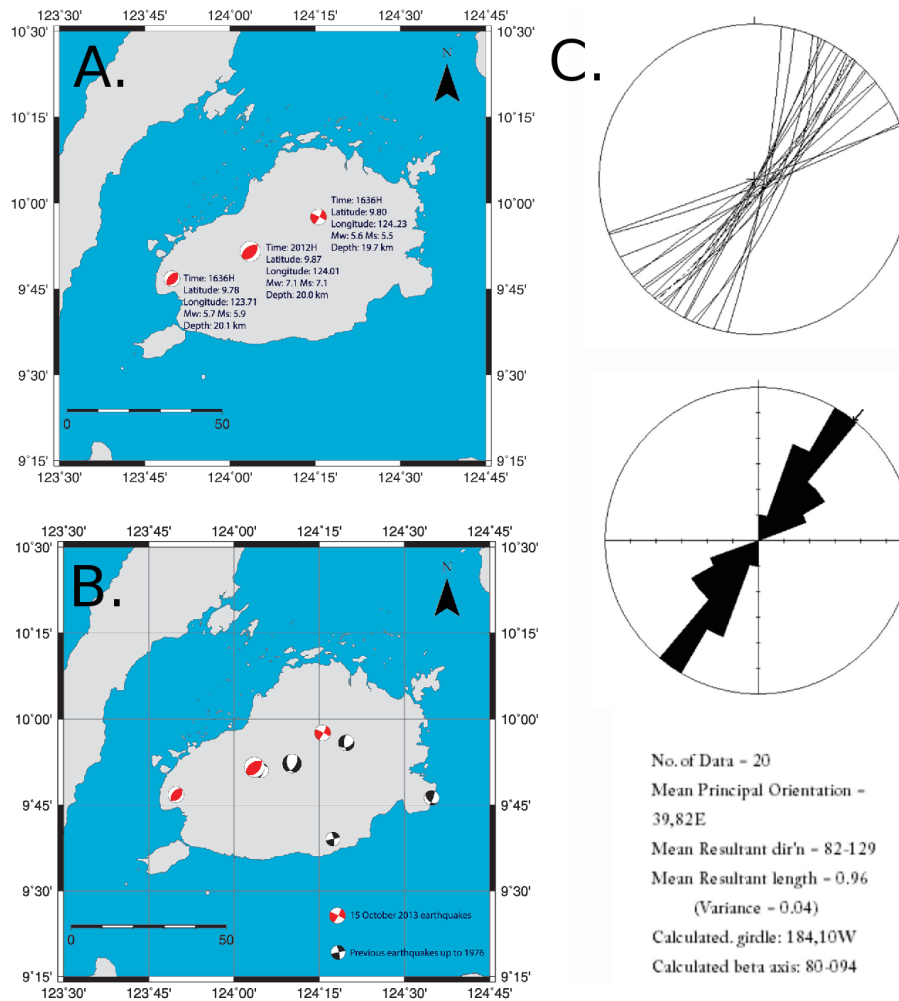 123˚30' 123˚45' 124˚00' 124˚15' 124˚30' 124˚45'
10˚30' 10˚30'
A.
N
10˚15' 10˚15'
10˚00' 10˚00'
Time: 1636H
Latitude: 9.80
Longitude: 124..23
Mw: 5.6 Ms: 5.5
Depth: 19.7 km
Time: 2012H
Latitude: 9.87
Longitude: 124.01
Mw: 7.1 Ms: 7.1
Depth: 20.0 km
Time: 1636H
Latitude: 9.78
Longitude: 123.71
Mw: 5.7 Ms: 5.9
Depth: 20.1 km
9˚45' 9˚45'
9˚30' 9˚30'
0 50
9˚15' 9˚15'
123˚30' 123˚45' 124˚00' 124˚15' 124˚30' 124˚45'
123˚30' 123˚45' 124˚00' 124˚15' 124˚30' 124˚45'
10˚30' 10˚30'
B.
N
10˚15' 10˚15'
10˚00' 10˚00'
9˚45' 9˚45'
9˚30' 9˚30'
0 50
15 October 2013 earthquakes
Previous earthquakes up to 1976
9˚15' 9˚15'
123˚30' 123˚45' 124˚00' 124˚15' 124˚30' 124˚45'
C.
No. of Data = 20
Mean Principal Orientation =
39,82E
Mean Resultant dir'n = 82-129
Mean Resultant length = 0.96
(Variance = 0.04)
Calculated. girdle: 184,10W
Calculated beta axis: 80-094